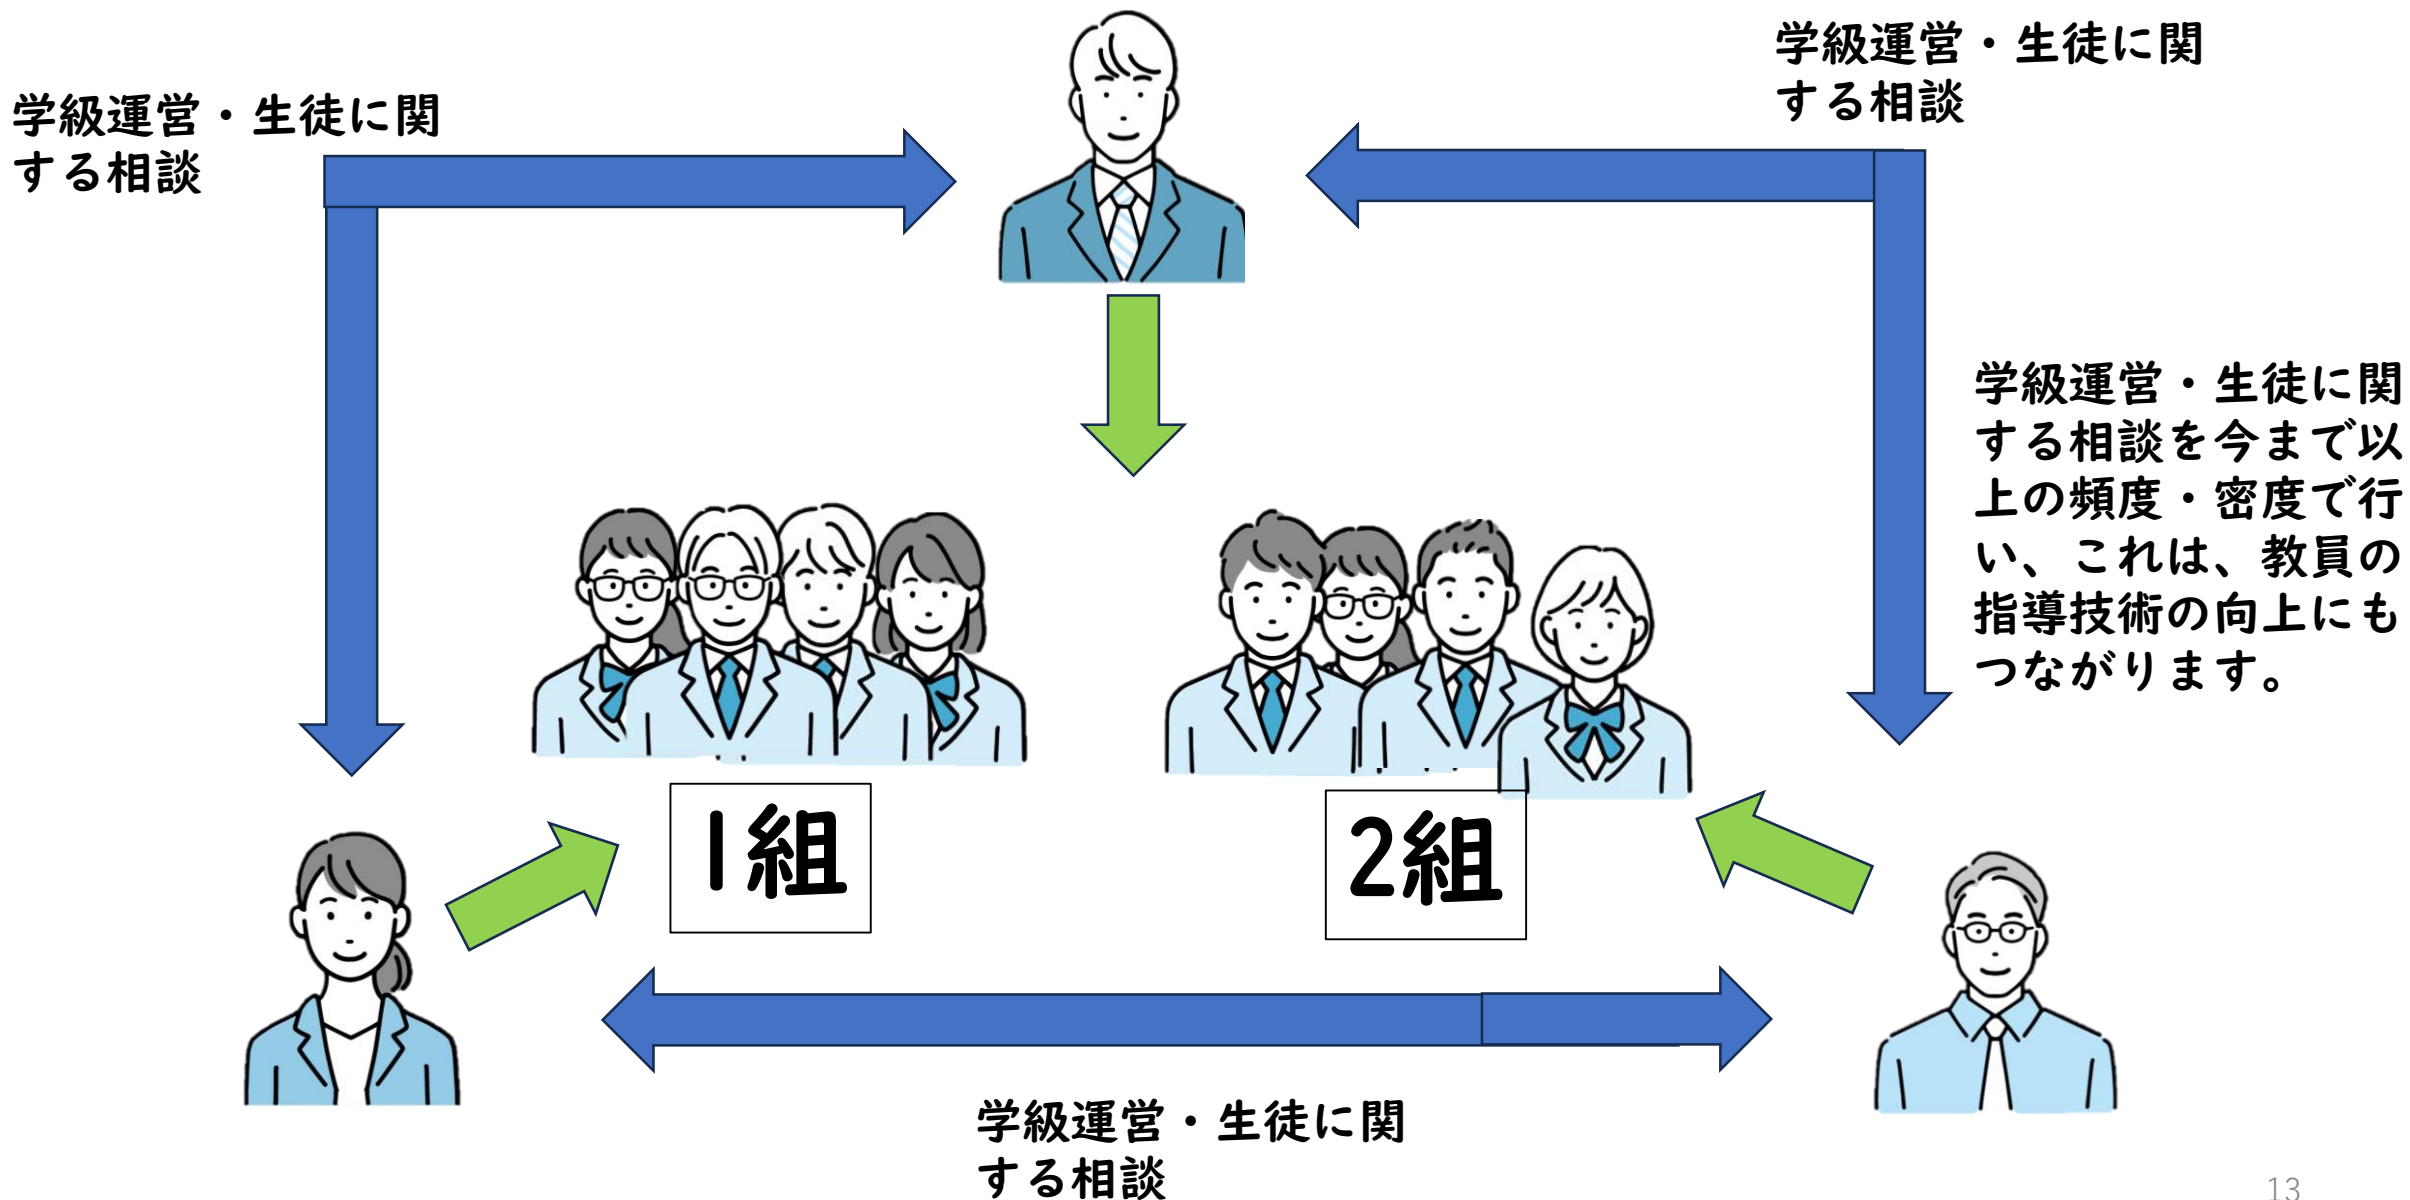 学級運営・生徒に関
する相談
学級運営・生徒に関
する相談
学級運営・生徒に関
する相談を今まで以
上の頻度・密度で行
い、これは、教員の
指導技術の向上にも
つながります。
1組
2組
学級運営・生徒に関
する相談
13